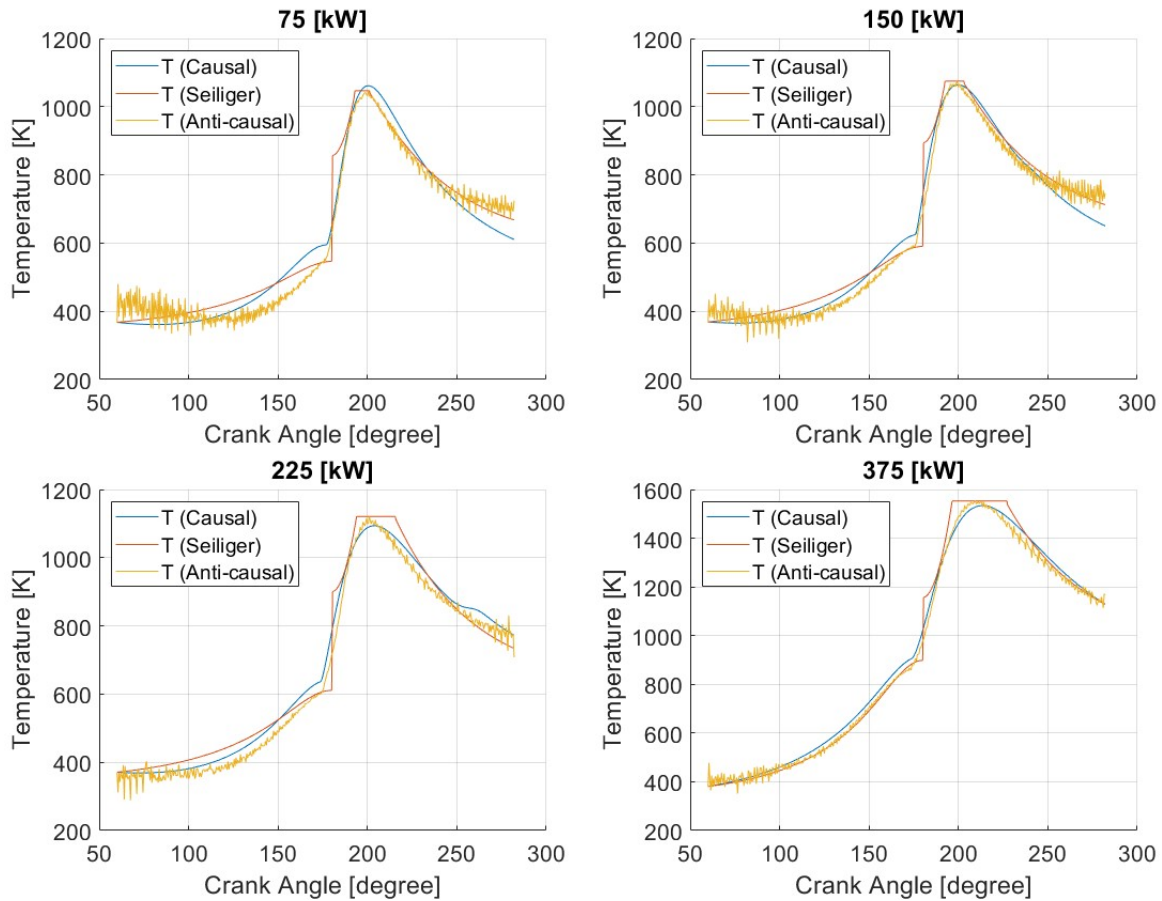 75 [kW]
1200
1000
800
600
400
200
Temperature [K]
T (Causal)
T (Seiliger)
T (Anti-causal)
50 100 150 200 250 300
Crank Angle [degree]
150 [kW]
1200
1000
800
600
400
200
Temperature [K]
T (Causal)
T (Seiliger)
T (Anti-causal)
50 100 150 200 250 300
Crank Angle [degree]
225 [kW]
1200
1000
800
600
400
200
Temperature [K]
T (Causal)
T (Seiliger)
T (Anti-causal)
50 100 150 200 250 300
Crank Angle [degree]
375 [kW]
1600
1400
1200
1000
800
600
400
200
Temperature [K]
T (Causal)
T (Seiliger)
T (Anti-causal)
50 100 150 200 250 300
Crank Angle [degree]